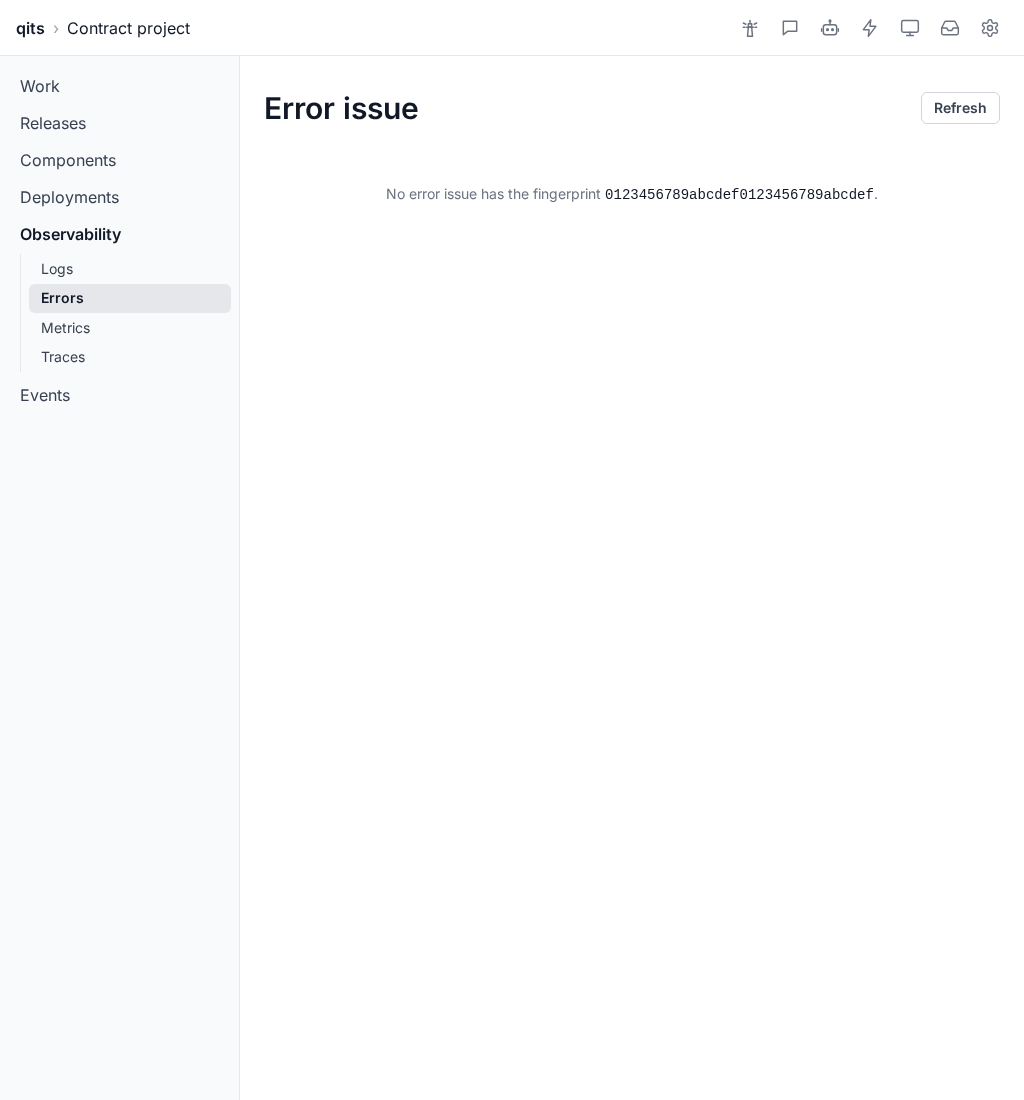 qits › Contract project
Work
Releases
Components
Deployments
Observability
Logs
Errors
Metrics
Traces
Events
Error issue
Refresh
No error issue has the fingerprint 0123456789abcdef0123456789abcdef.